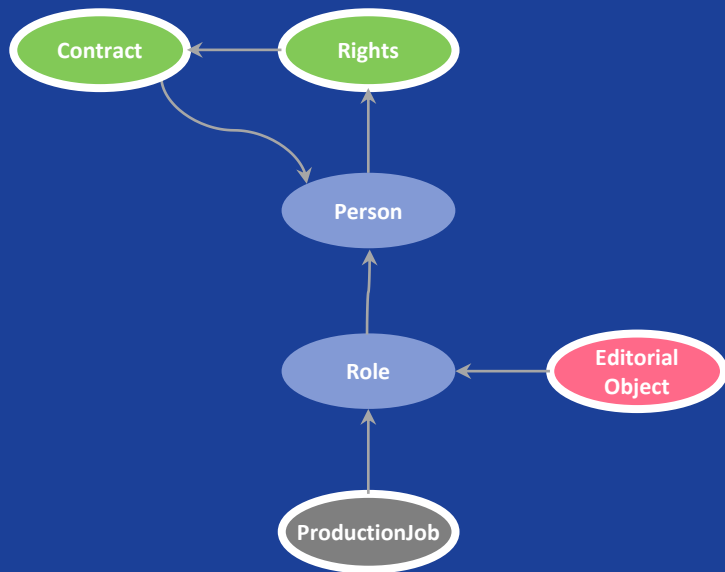 Contract
Rights
Person
Role
Editorial
Object
ProductionJob